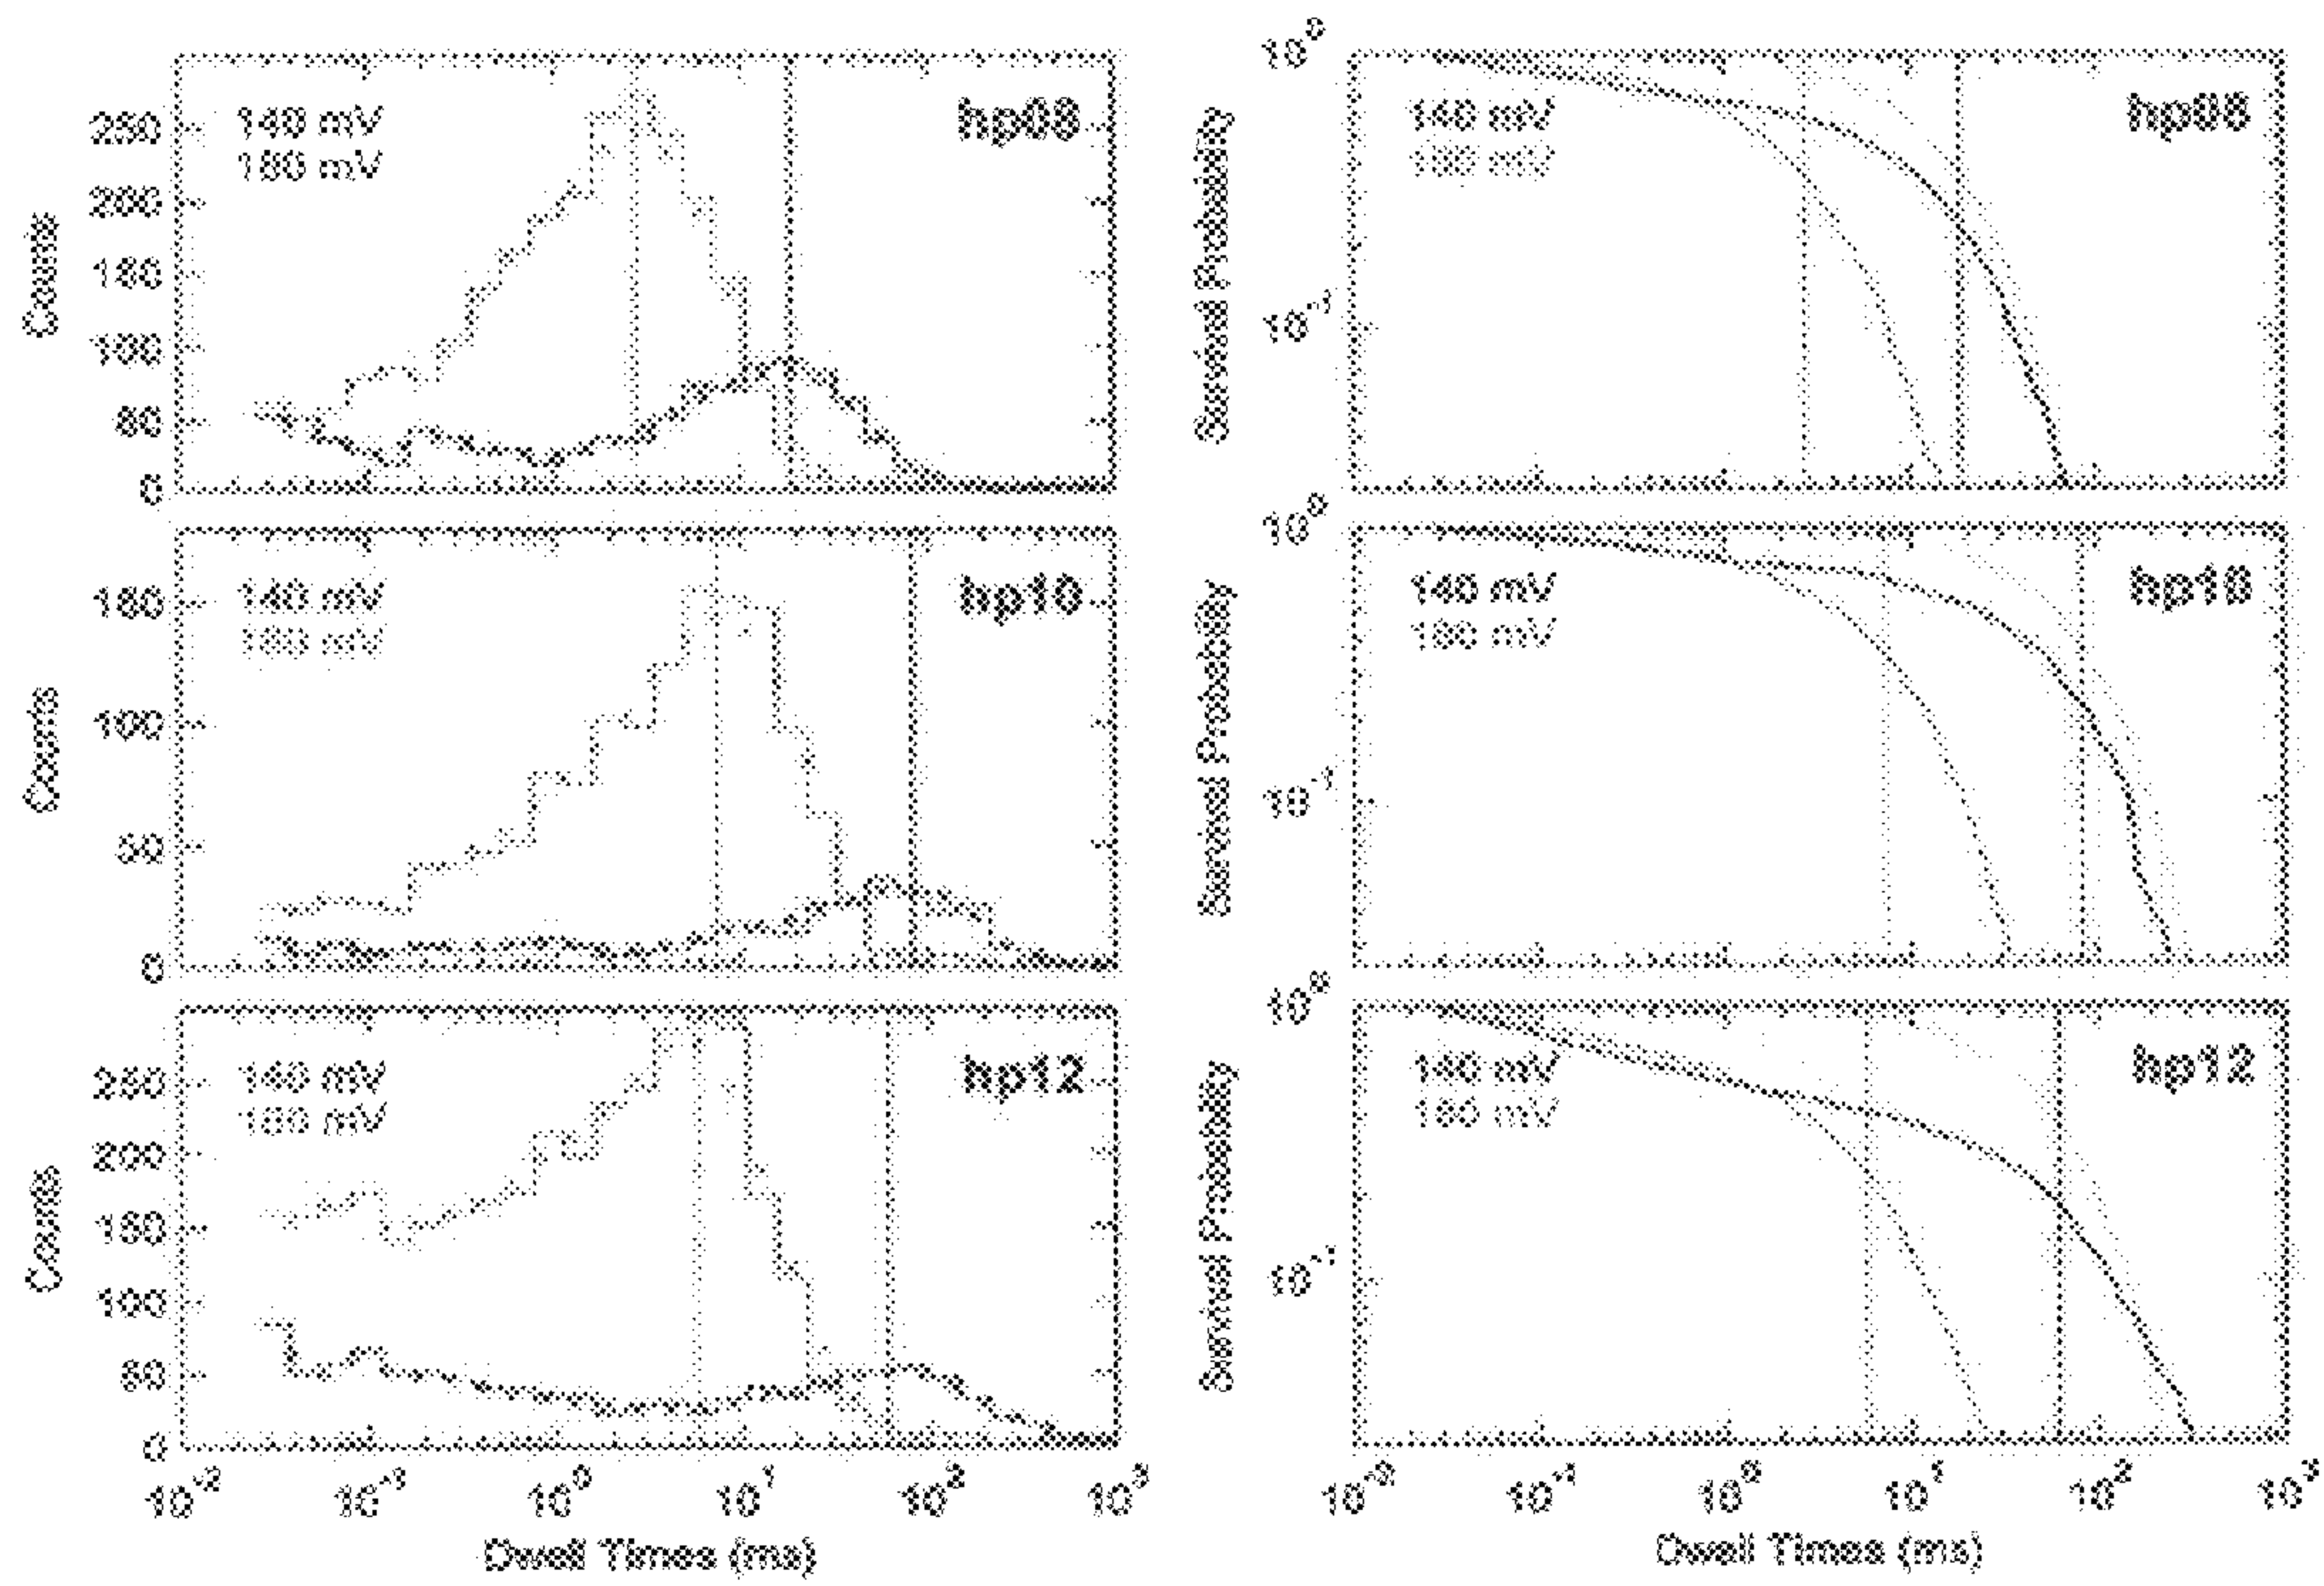 Counts
250
200
150
100
50
0
140 mV
180 mV
hp08
Counts
150
100
50
0
140 mV
180 mV
hp10
Counts
250
200
150
100
50
0
140 mV
180 mV
hp12
10⁻² 10⁻¹ 10⁰ 10¹ 10² 10³
Dwell Times (ms)
Survival Probability
10⁰
10⁻¹
140 mV
180 mV
hp08
Survival Probability
10⁰
10⁻¹
140 mV
180 mV
hp10
Survival Probability
10⁰
10⁻¹
140 mV
180 mV
hp12
10⁻² 10⁻¹ 10⁰ 10¹ 10² 10³
Dwell Times (ms)